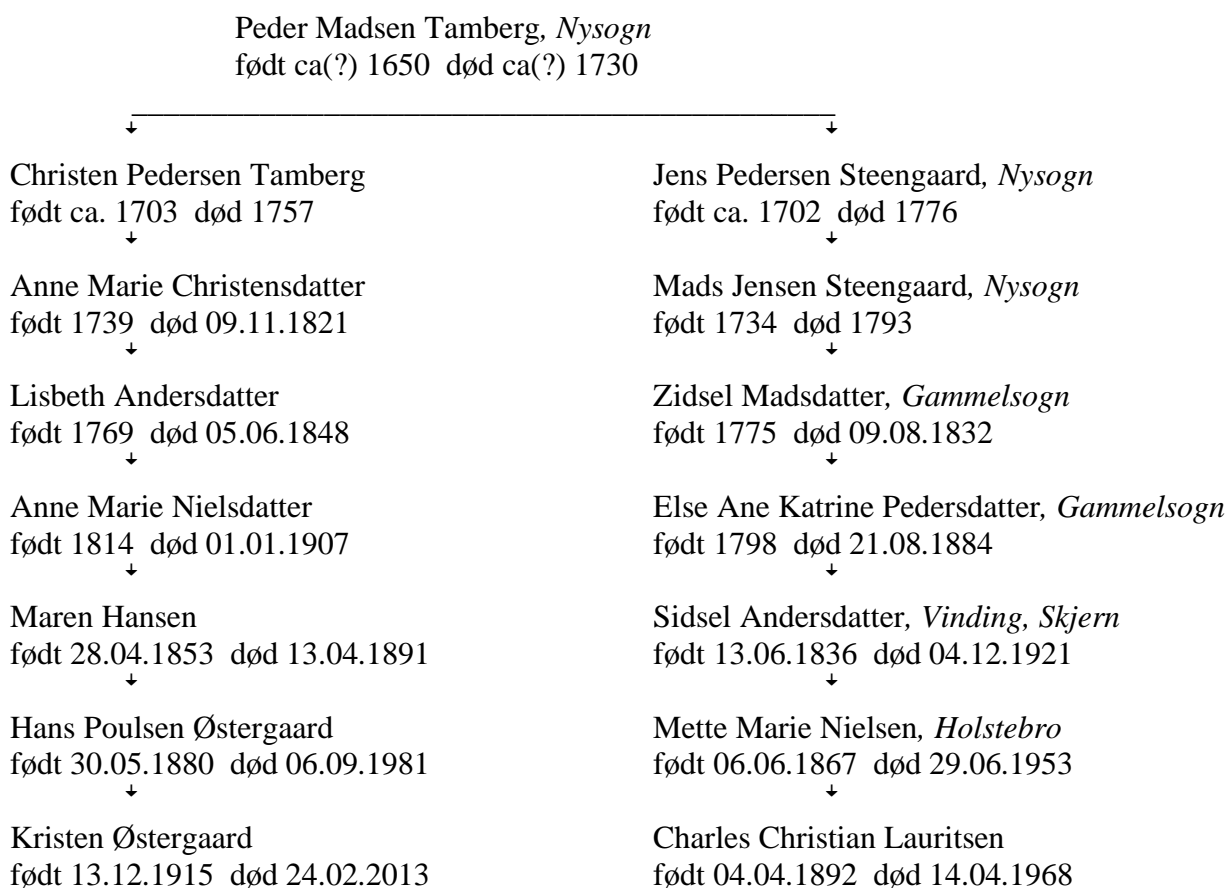 Peder Madsen Tamberg, Nysogn
født ca(?) 1650 død ca(?) 1730
Christen Pedersen Tamberg
født ca. 1703 død 1757
Anne Marie Christensdatter
født 1739 død 09.11.1821
Lisbeth Andersdatter
født 1769 død 05.06.1848
Anne Marie Nielsdatter
født 1814 død 01.01.1907
Maren Hansen
født 28.04.1853 død 13.04.1891
Hans Poulsen Østergaard
født 30.05.1880 død 06.09.1981
Kristen Østergaard
født 13.12.1915 død 24.02.2013
Jens Pedersen Steengaard, Nysogn
født ca. 1702 død 1776
Mads Jensen Steengaard, Nysogn
født 1734 død 1793
Zidsel Madsdatter, Gammelsogn
født 1775 død 09.08.1832
Else Ane Katrine Pedersdatter, Gammelsogn
født 1798 død 21.08.1884
Sidsel Andersdatter, Vinding, Skjern
født 13.06.1836 død 04.12.1921
Mette Marie Nielsen, Holstebro
født 06.06.1867 død 29.06.1953
Charles Christian Lauritsen
født 04.04.1892 død 14.04.1968